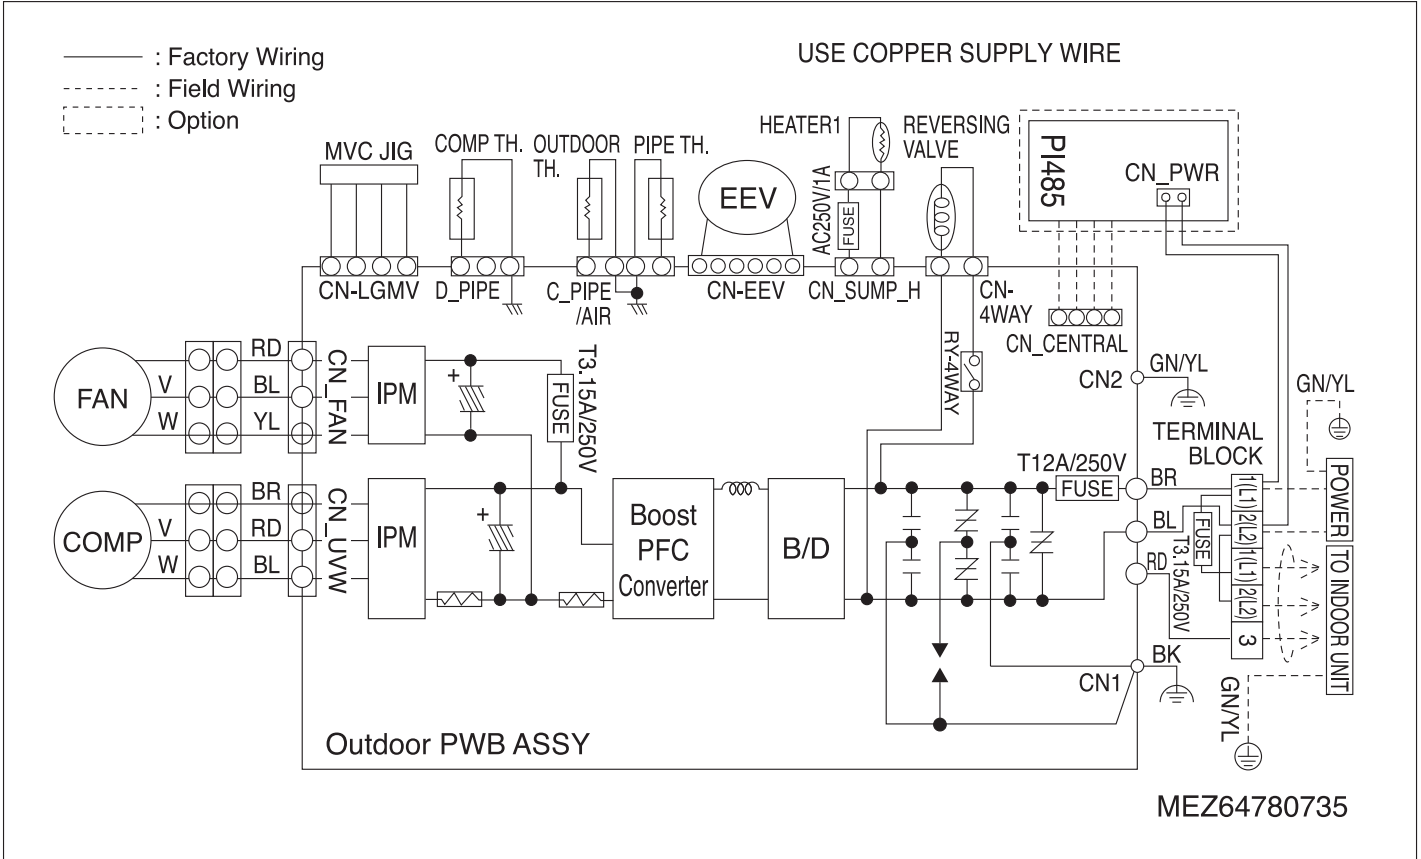 : Factory Wiring
: Field Wiring
: Option
USE COPPER SUPPLY WIRE
MVC JIG
COMP TH.
OUTDOOR
TH.
PIPE TH.
EEV
HEATER1
AC250V/1A
FUSE
REVERSING
VALVE
PI485
CN_PWR
CN-LGMV
D_PIPE
C_PIPE
/AIR
CN-EEV
CN_SUMP_H
CN-
4WAY
CN_CENTRAL
RY-4WAY
FAN
V
W
RD
BL
YL
CN_FAN
IPM
+
FUSE
T3.15A/250V
CN2
GN/YL
GN/YL
COMP
V
W
BR
RD
BL
CN_UVW
IPM
+
Boost
PFC
Converter
B/D
T12A/250V
FUSE
BR
BL
RD
TERMINAL
BLOCK
1(L1)
2(L2)
1(L1)
2(L2)
3
FUSE
T3.15A/250V
POWER
TO INDOOR UNIT
CN1
BK
GN/YL
Outdoor PWB ASSY
MEZ64780735